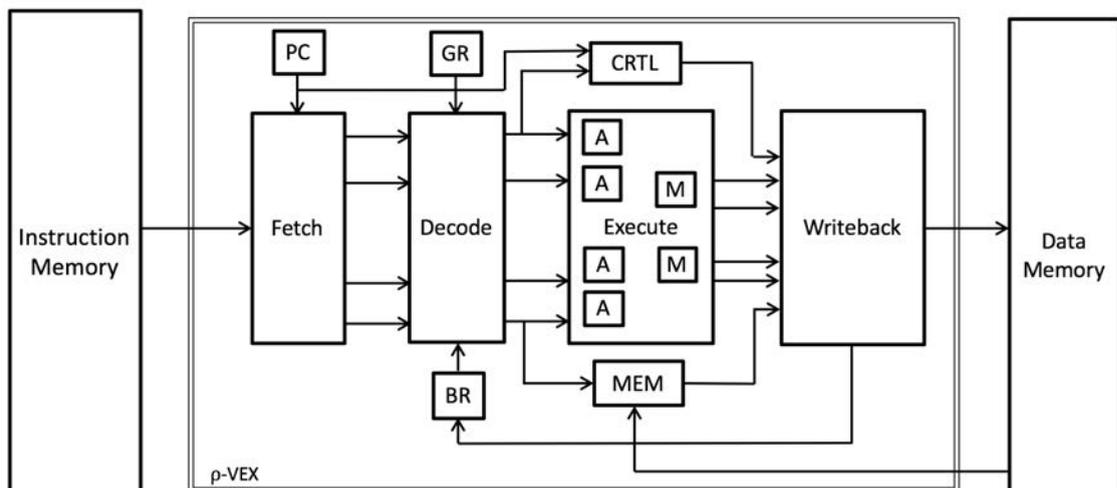 PC
GR
CRTL
A
A
M
Instruction
Memory
Fetch
Decode
Execute
Writeback
Data
Memory
A
M
A
BR
MEM
ρ-VEX